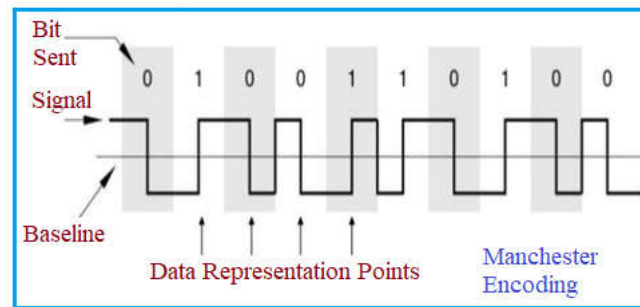 Bit
Sent
0 1 0 0 1 1 0 1 0 0
Signal
Baseline
Data Representation Points
Manchester
Encoding